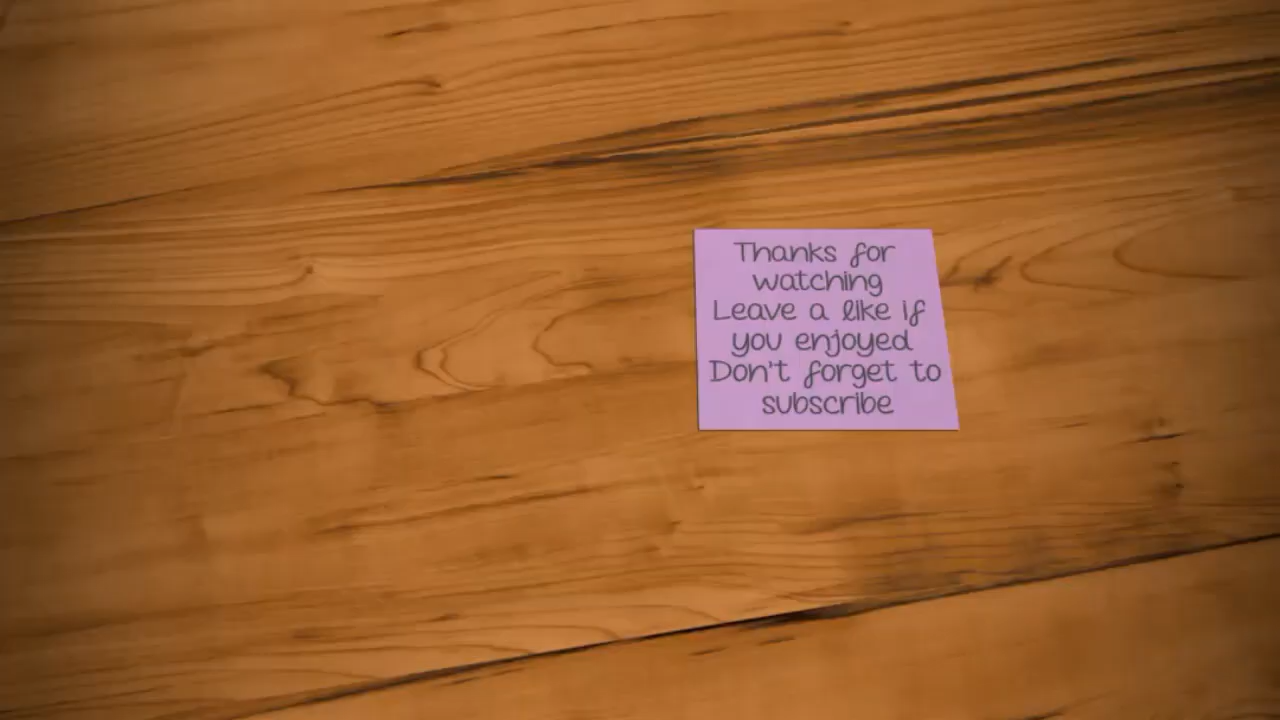 Thanks for
watching
Leave a like if
you enjoyed
Don't forget to
subscribe